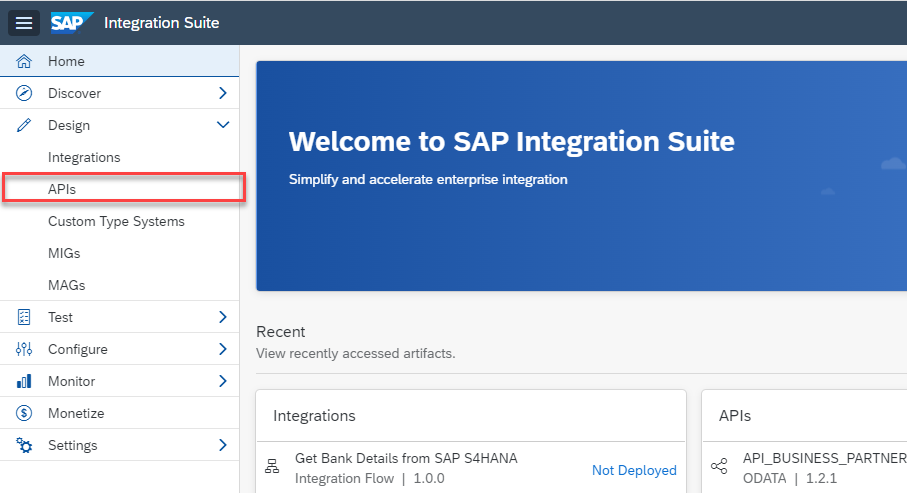 SAP Integration Suite
Home
Discover
Design
Integrations
APIs
Custom Type Systems
MIGs
MAGs
Test
Configure
Monitor
Monetize
Settings
Welcome to SAP Integration Suite
Simplify and accelerate enterprise integration
Recent
View recently accessed artifacts.
Integrations
Get Bank Details from SAP S4HANA
Integration Flow | 1.0.0
Not Deployed
APIs
API_BUSINESS_PARTNER
ODATA | 1.2.1